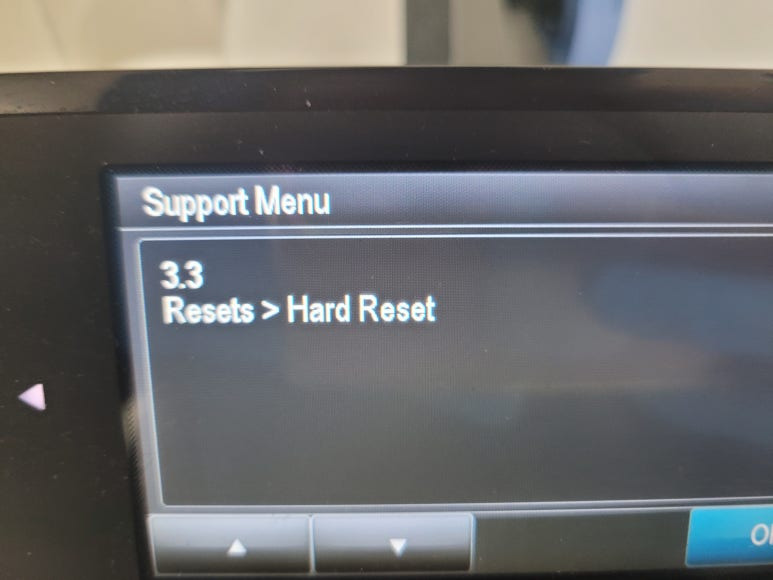 Support Menu
3.3
Resets > Hard Reset